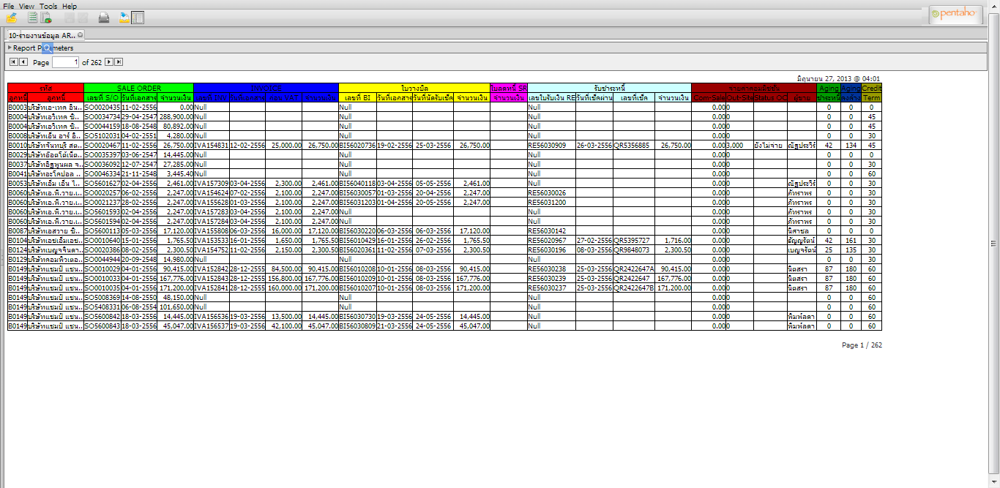 File View Tools Help
pentaho
10-รายงานข้อมูล AR..
Report P meters
Page 1 of 262
มิถุนายน 27, 2013 @ 04:01
รหัส SALE ORDER INVOICE ใบวางบิล ใบลดหนี้ SR รับชำระหนี้ จ่ายค่าคอมมิชชั่น Aging Aging Credit
ลูกหนี้ ลูกหนี้ เลขที่ S/O วันที่เอกสาร จำนวนเงิน เลขที่ INV วันที่เอกสาร ก่อน VAT จำนวนเงิน เลขที่ BI วันที่เอกสาร วันที่นัดรับเช็ค จำนวนเงิน จำนวนเงิน เลขใบรับเงิน RE วันที่เช็คผ่าน เลขที่เช็ค จำนวนเงิน Com Sale Out Site Status OC ผู้ขาย ชำระหนี้ คงค้าง Term
B0003 บริษัทเอ-เทค อิน.. SO0020435 11-02-2556 0.00 Null Null Null 0.00 0 0 0 0
B0004 บริษัทเอวิเทค ซิ.. SO0034734 29-04-2547 288,900.00 Null Null Null 0.00 0 0 0 45
B0004 บริษัทเอวิเทค ซิ.. SO0044159 18-08-2548 80,892.00 Null Null Null 0.00 0 0 0 45
B0008 บริษัทเอ็น อาร์ อิ.. SO5102031 04-02-2551 4,280.00 Null Null Null 0.00 0 0 0 30
B0010 บริษัทจันทบุรี สต.. SO0020467 11-02-2556 26,750.00 IVA154831 12-02-2556 25,000.00 26,750.00 BI56020736 19-02-2556 25-03-2556 26,750.00 RE56030909 26-03-2556 QR5356885 26,750.00 0.00 3,000 ยังไม่จ่าย ณัฐประวีร์ 42 134 45
B0029 บริษัทอ๊อตโต้เน็ต.. SO0035397 03-06-2547 14,445.00 Null Null Null 0.00 0 0 0 0
B0037 บริษัทอิฐพูนผล จ.. SO0036092 12-07-2547 27,285.00 Null Null Null 0.00 0 0 0 30
B0041 บริษัทอะโคปอล .. SO0046334 21-11-2548 3,445.40 Null Null Null 0.00 0 0 0 60
B0053 บริษัทเอ็ม เอ็น ไ.. SO5601627 02-04-2556 2,461.00 IVA157309 03-04-2556 2,300.00 2,461.00 BI56040118 03-04-2556 05-05-2556 2,461.00 Null 0.00 0 ณัฐประวีร์ 0 0 30
B0060 บริษัทเอ.พี.วาย.เ.. SO0020257 06-02-2556 2,247.00 IVA154624 07-02-2556 2,100.00 2,247.00 BI56030057 01-03-2556 20-04-2556 2,247.00 RE56030026 0.00 0 ภัทราพร 0 0 30
B0060 บริษัทเอ.พี.วาย.เ.. SO0021237 28-02-2556 2,247.00 IVA155628 01-03-2556 2,100.00 2,247.00 BI56031203 01-04-2556 20-05-2556 2,247.00 RE56031200 0.00 0 ภัทราพร 0 0 30
B0060 บริษัทเอ.พี.วาย.เ.. SO5601593 02-04-2556 2,247.00 IVA157283 03-04-2556 2,100.00 2,247.00 Null Null 0.00 0 ภัทราพร 0 0 30
B0060 บริษัทเอ.พี.วาย.เ.. SO5601594 02-04-2556 2,247.00 IVA157284 03-04-2556 2,100.00 2,247.00 Null Null 0.00 0 ภัทราพร 0 0 30
B0087 บริษัทเอสวาย ซิ.. SO5600113 05-03-2556 17,120.00 IVA155808 06-03-2556 16,000.00 17,120.00 BI56030220 06-03-2556 06-03-2556 17,120.00 RE56030142 0.00 0 นิศาชล 0 0 0
B0104 บริษัทเอชเอ็มเอช.. SO0010640 15-01-2556 1,765.50 IVA153533 16-01-2556 1,650.00 1,765.50 BI56010429 16-01-2556 26-02-2556 1,765.50 RE56020967 27-02-2556 QR5395727 1,716.00 0.00 0 ธัญญรัตน์ 42 161 30
B0124 บริษัทเบญจจินดา.. SO0020386 08-02-2556 2,300.50 IVA154752 11-02-2556 2,150.00 2,300.50 BI56020361 11-02-2556 07-03-2556 2,300.50 RE56030196 08-03-2556 QR9848073 2,300.50 0.00 0 เบญจรัตน์ 25 135 30
B0129 บริษัทคอมพิวเตอ.. SO0044944 20-09-2548 14,980.00 Null Null Null 0.00 0 0 0 30
B0149 บริษัทแชมป์ แชน.. SO0010029 04-01-2556 90,415.00 IVA152842 28-12-2555 84,500.00 90,415.00 BI56010208 10-01-2556 08-03-2556 90,415.00 RE56030238 25-03-2556 QR2422647A 90,415.00 0.00 0 นิตสรา 87 180 60
B0149 บริษัทแชมป์ แชน.. SO0010033 04-01-2556 167,776.00 IVA152843 28-12-2555 156,800.00 167,776.00 BI56010209 10-01-2556 08-03-2556 167,776.00 RE56030239 25-03-2556 QR2422647 167,776.00 0.00 0 นิตสรา 87 180 60
B0149 บริษัทแชมป์ แชน.. SO0010035 04-01-2556 171,200.00 IVA152841 28-12-2555 160,000.00 171,200.00 BI56010207 10-01-2556 08-03-2556 171,200.00 RE56030237 25-03-2556 QR2422647B 171,200.00 0.00 0 นิตสรา 87 180 60
B0149 บริษัทแชมป์ แชน.. SO5008369 14-08-2550 48,150.00 Null Null Null 0.00 0 0 0 60
B0149 บริษัทแชมป์ แชน.. SO5408331 06-08-2554 101,650.00 Null Null Null 0.00 0 0 0 60
B0149 บริษัทแชมป์ แชน.. SO5600842 18-03-2556 14,445.00 IVA156536 19-03-2556 13,500.00 14,445.00 BI56030730 19-03-2556 24-05-2556 14,445.00 Null 0.00 0 พิมพ์ลดา 0 0 60
B0149 บริษัทแชมป์ แชน.. SO5600843 18-03-2556 45,047.00 IVA156537 19-03-2556 42,100.00 45,047.00 BI56030809 21-03-2556 24-05-2556 45,047.00 Null 0.00 0 พิมพ์ลดา 0 0 60
Page 1 / 262